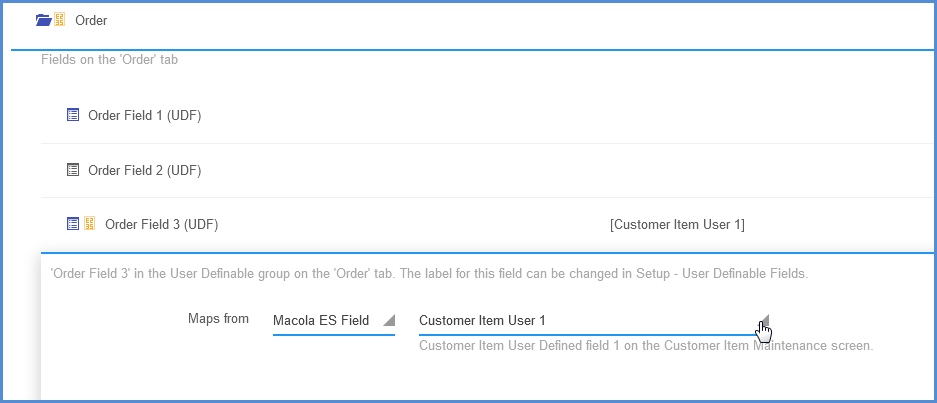 Order
Fields on the 'Order' tab
Order Field 1 (UDF)
Order Field 2 (UDF)
Order Field 3 (UDF) [Customer Item User 1]
'Order Field 3' in the User Definable group on the 'Order' tab. The label for this field can be changed in Setup - User Definable Fields.
Maps from Macola ES Field Customer Item User 1
Customer Item User Defined field 1 on the Customer Item Maintenance screen.